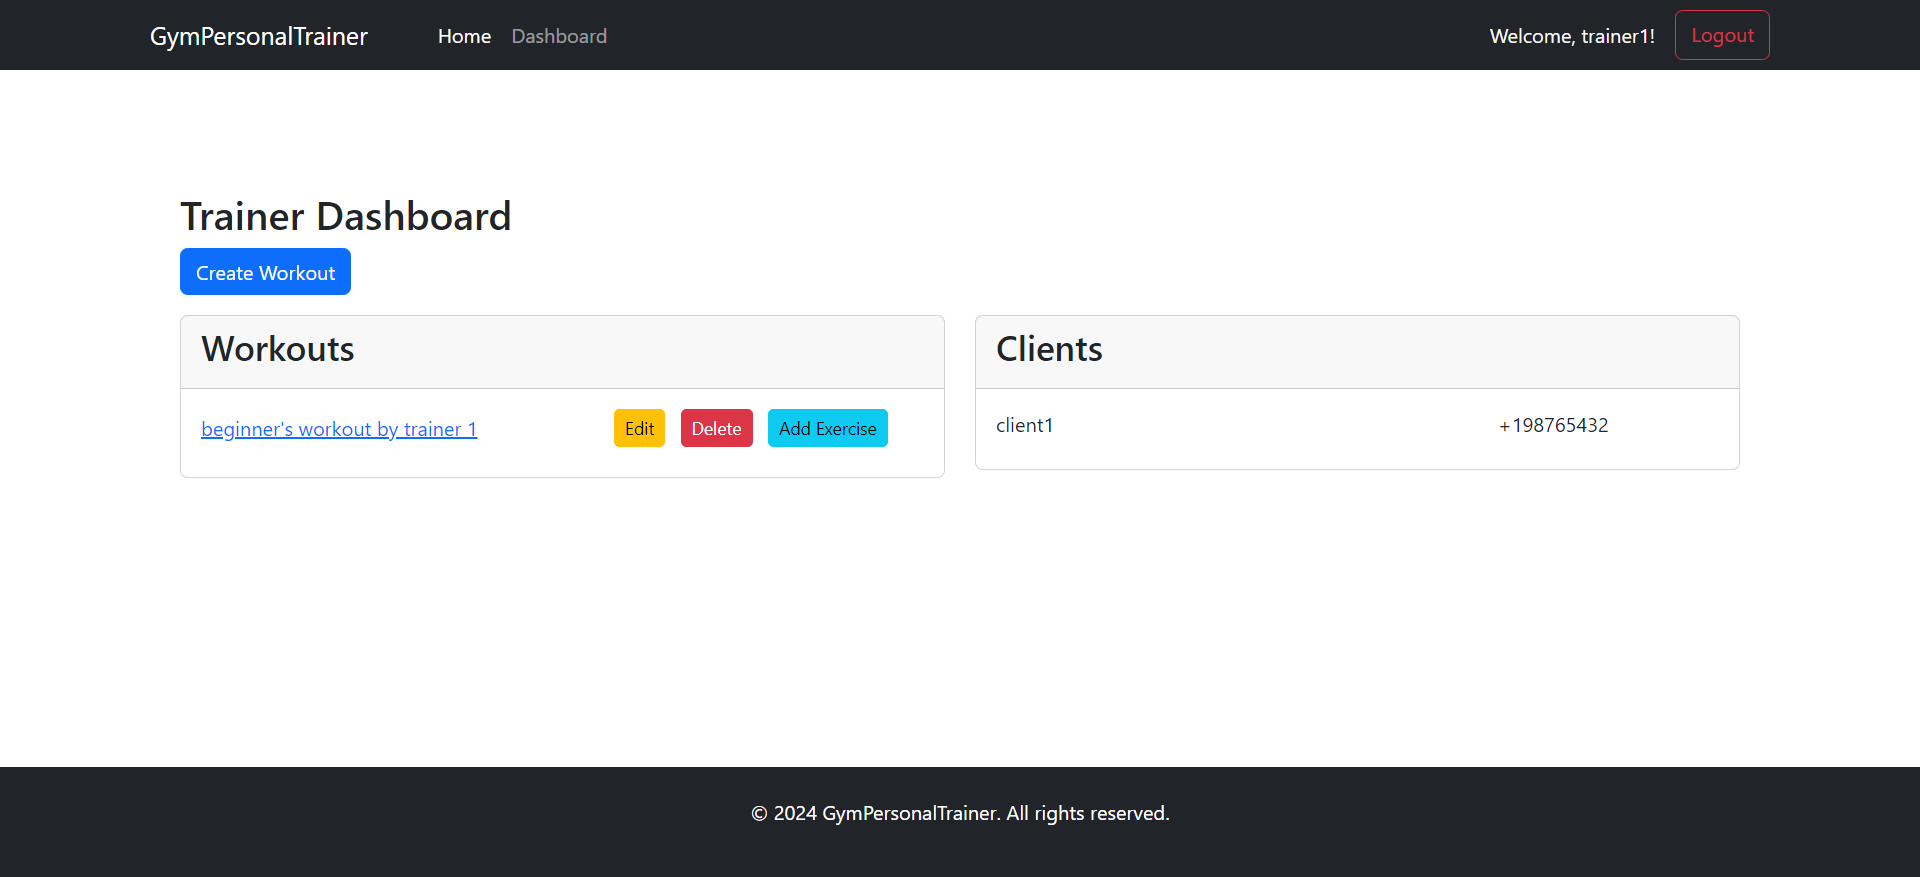 GymPersonalTrainer Home Dashboard Welcome, trainer1! Logout
Trainer Dashboard
Create Workout
Workouts
beginner's workout by trainer 1 Edit Delete Add Exercise
Clients
client1 +198765432
© 2024 GymPersonalTrainer. All rights reserved.